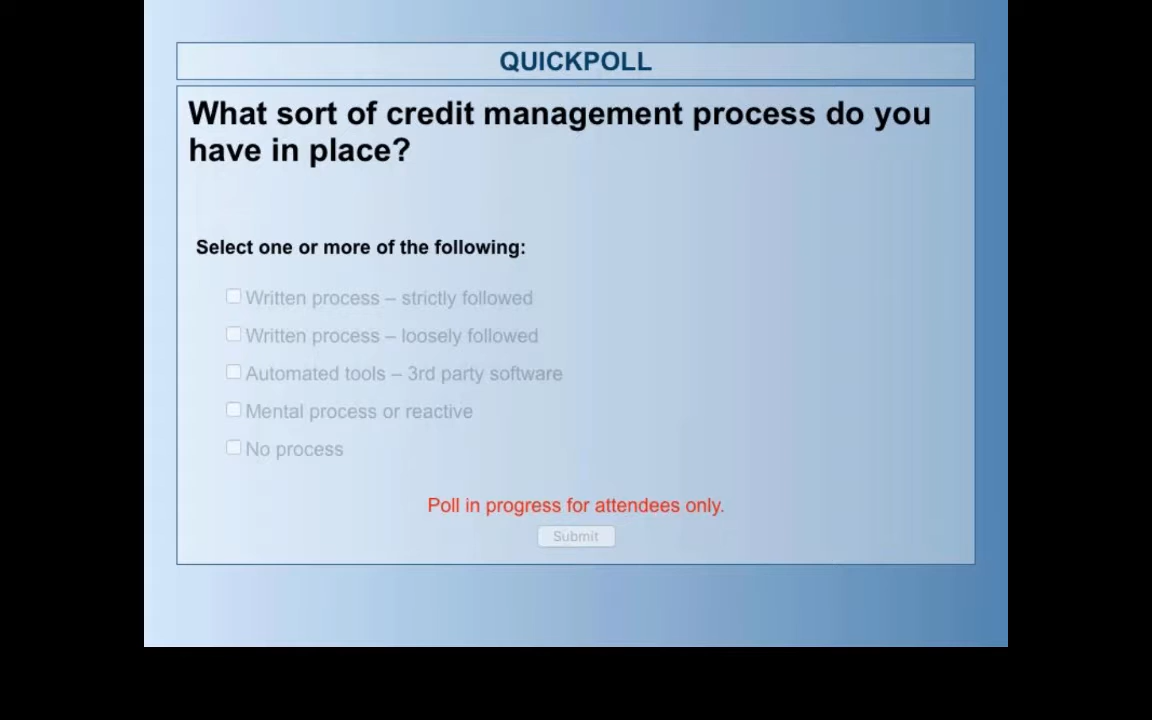 QUICKPOLL
What sort of credit management process do you
have in place?
Select one or more of the following:
Written process – strictly followed
Written process – loosely followed
Automated tools – 3rd party software
Mental process or reactive
No process
Poll in progress for attendees only.
Submit